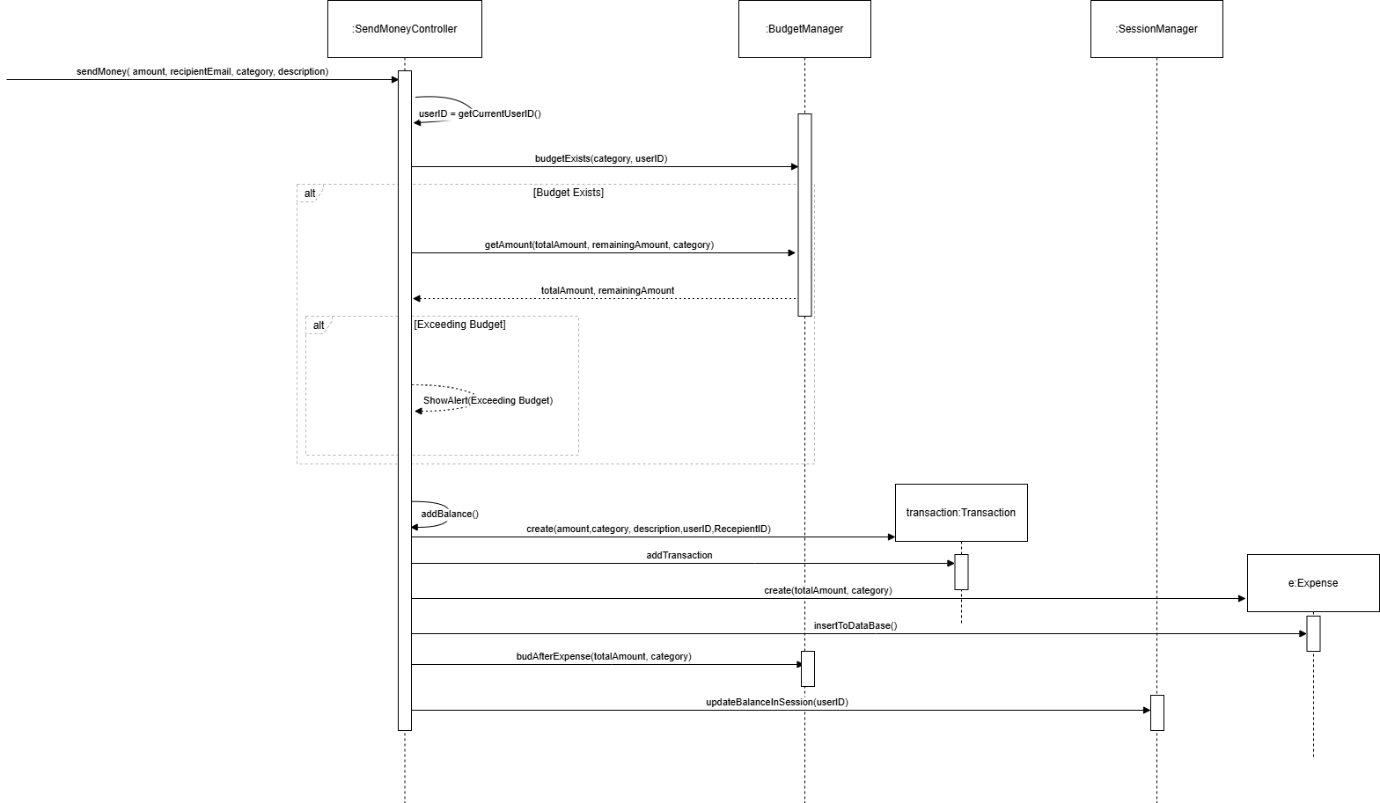 :SendMoneyController
:BudgetManager
:SessionManager
sendMoney( amount, recipientEmail, category, description)
userID = getCurrentUserID()
budgetExists(category, userID)
alt
[Budget Exists]
getAmount(totalAmount, remainingAmount, category)
totalAmount, remainingAmount
alt
[Exceeding Budget]
ShowAlert(Exceeding Budget)
addBalance()
transaction:Transaction
create(amount,category, description,userID,RecepientID)
addTransaction
e:Expense
create(totalAmount, category)
insertToDataBase()
budAfterExpense(totalAmount, category)
updateBalanceInSession(userID)